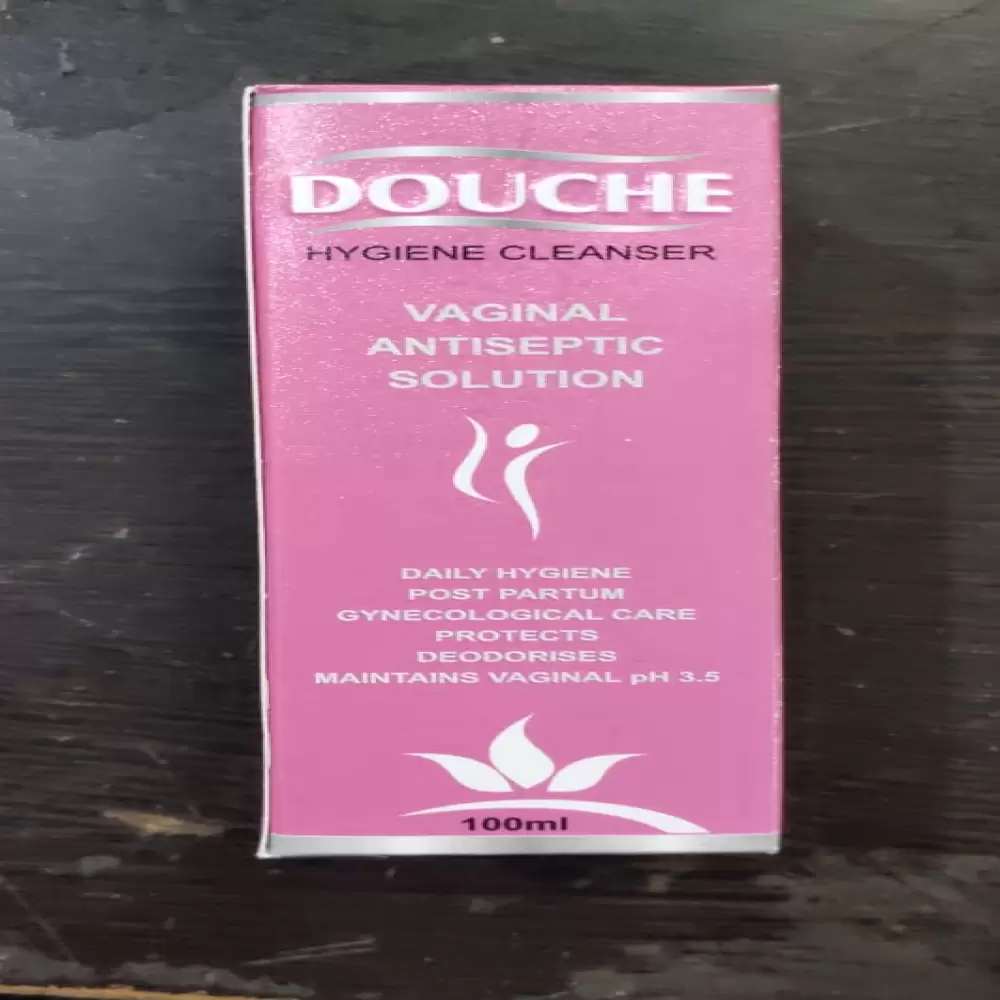 DOUCHE
HYGIENE CLEANSER
VAGINAL
ANTISEPTIC
SOLUTION
DAILY HYGIENE
POST PARTUM
GYNECOLOGICAL CARE
PROTECTS
DEODORISES
MAINTAINS VAGINAL pH 3.5
100ml